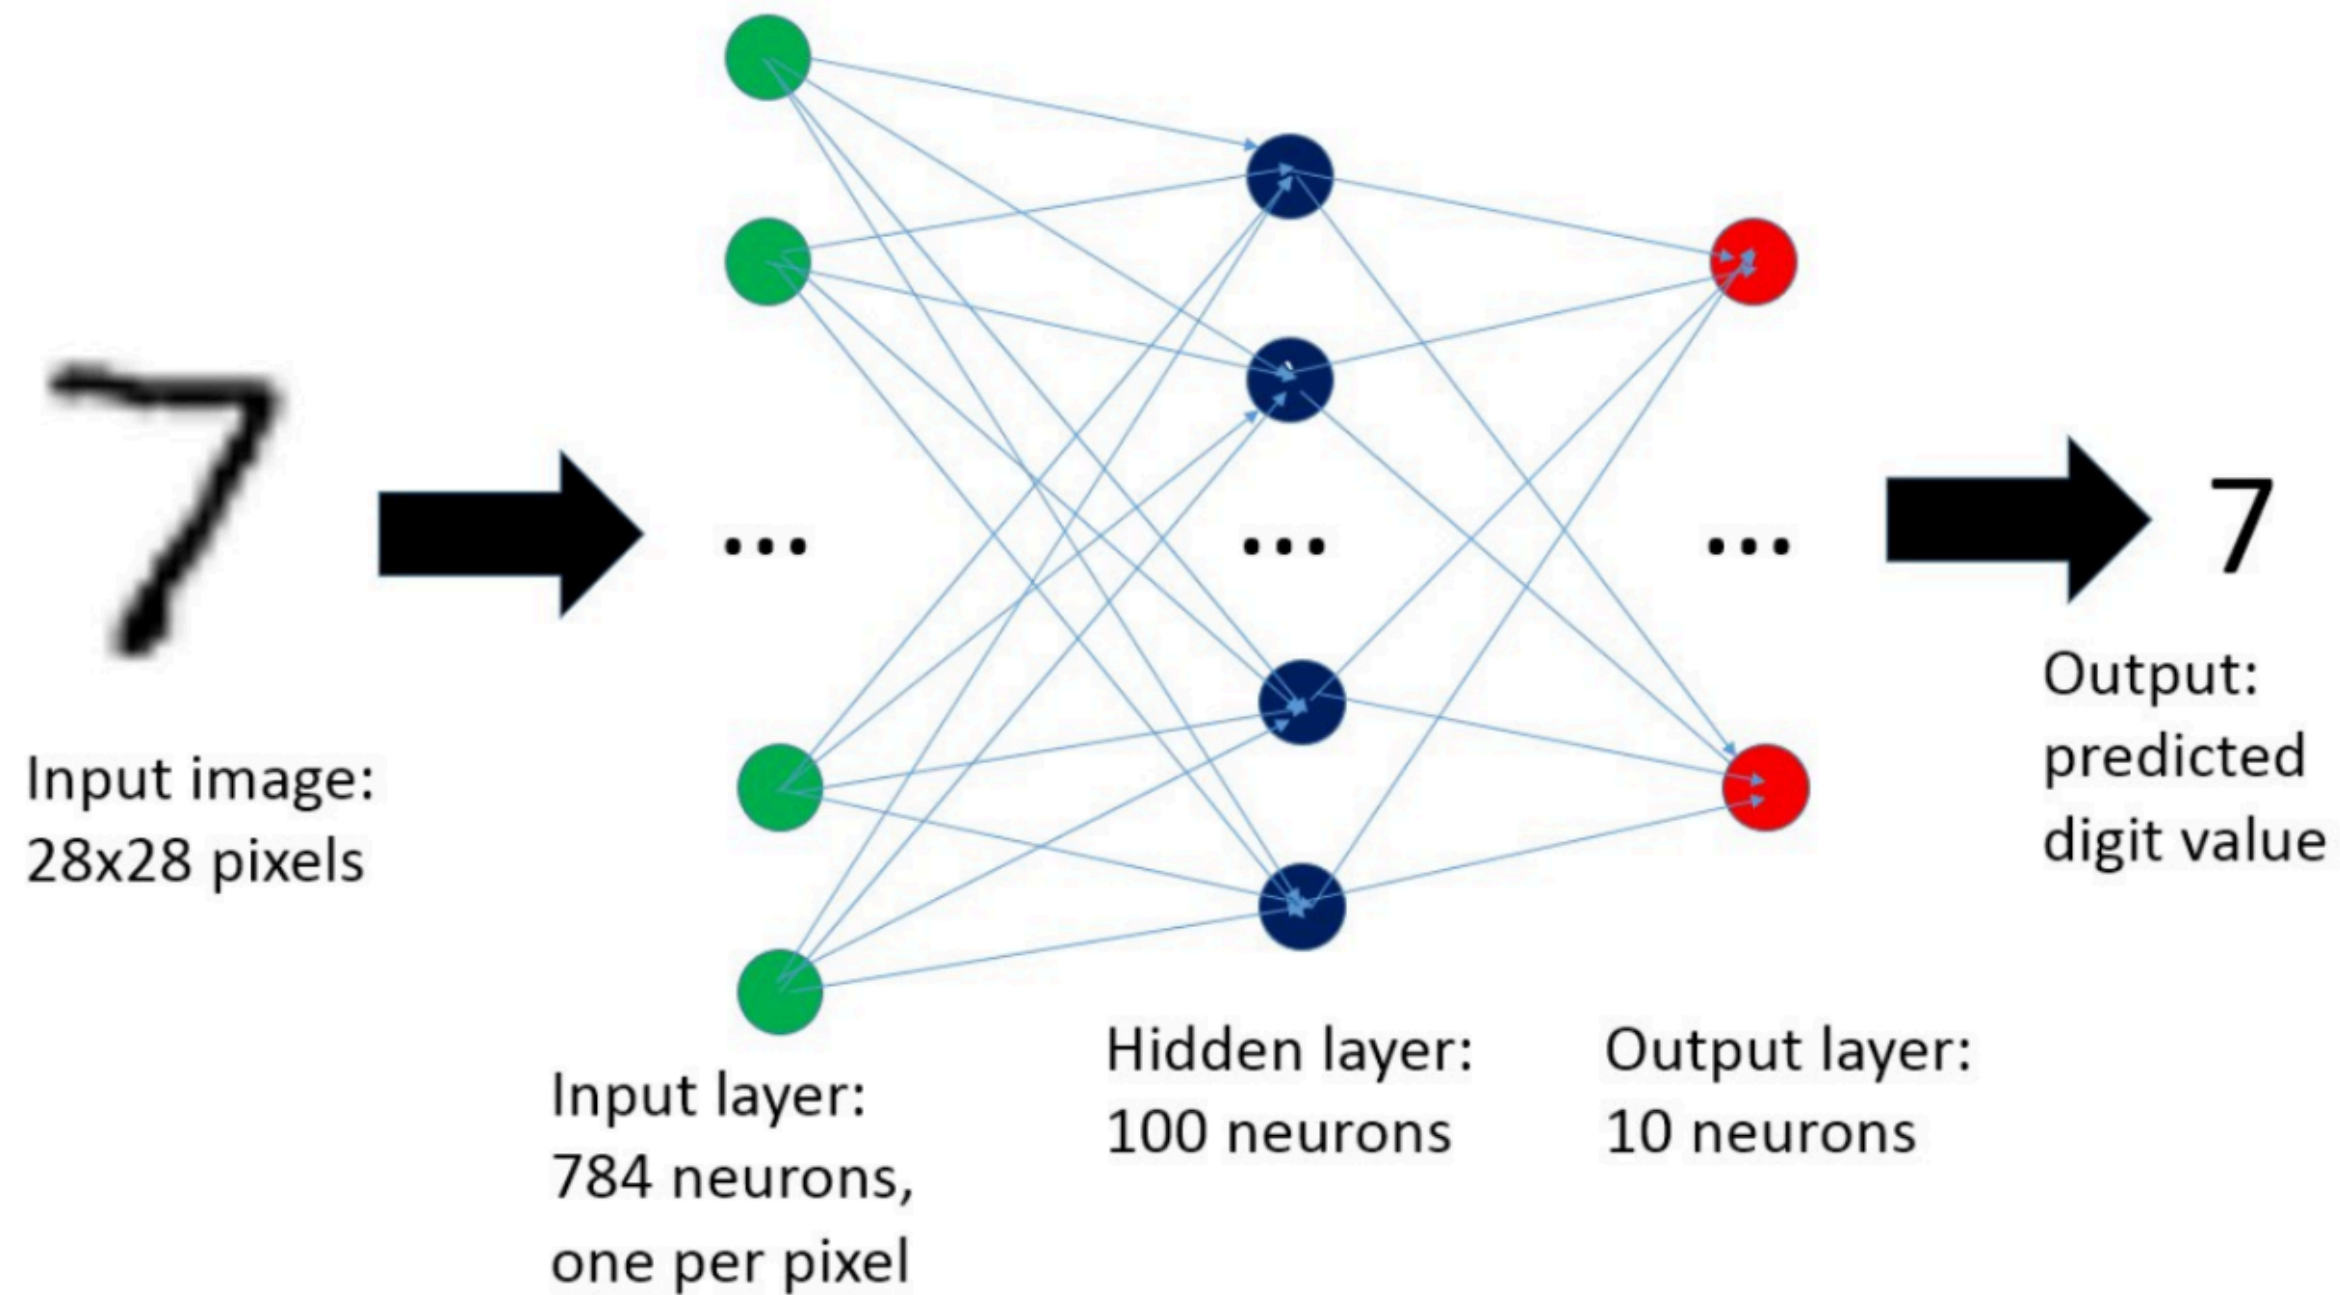 7
Input image:
28x28 pixels
...
Input layer:
784 neurons,
one per pixel
...
Hidden layer:
100 neurons
...
Output layer:
10 neurons
7
Output:
predicted
digit value